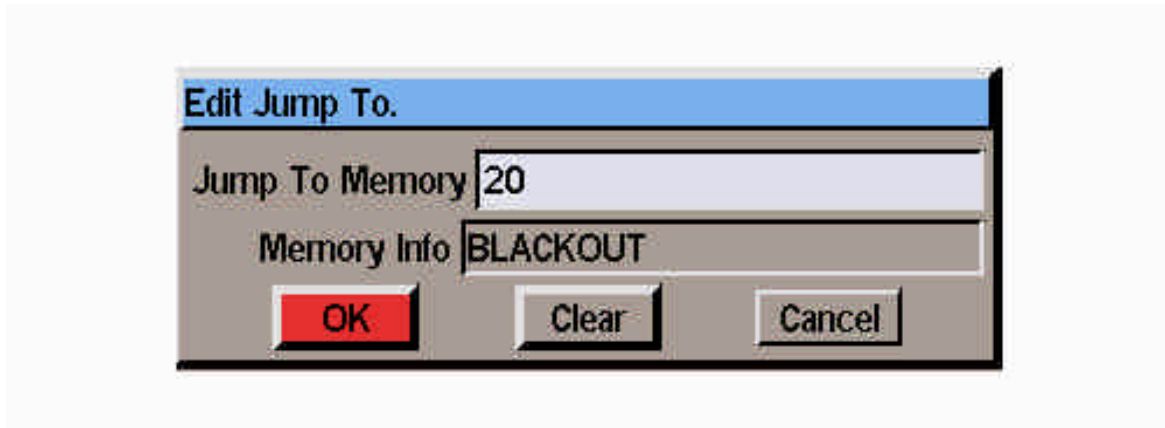 Edit Jump To.
Jump To Memory 20
Memory Info BLACKOUT
OK Clear Cancel